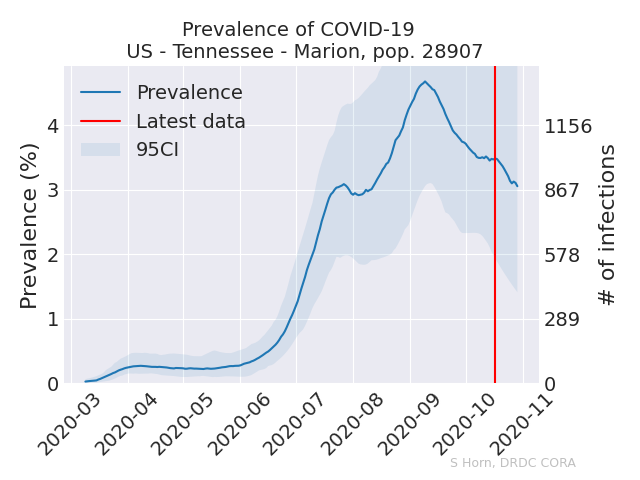 Prevalence of COVID-19
US - Tennessee - Marion, pop. 28907
Prevalence
Latest data
95CI
Prevalence (%)
4
3
2
1
0
1156
867
578
289
0
# of infections
2020-03
2020-04
2020-05
2020-06
2020-07
2020-08
2020-09
2020-10
2020-11
S Horn, DRDC CORA